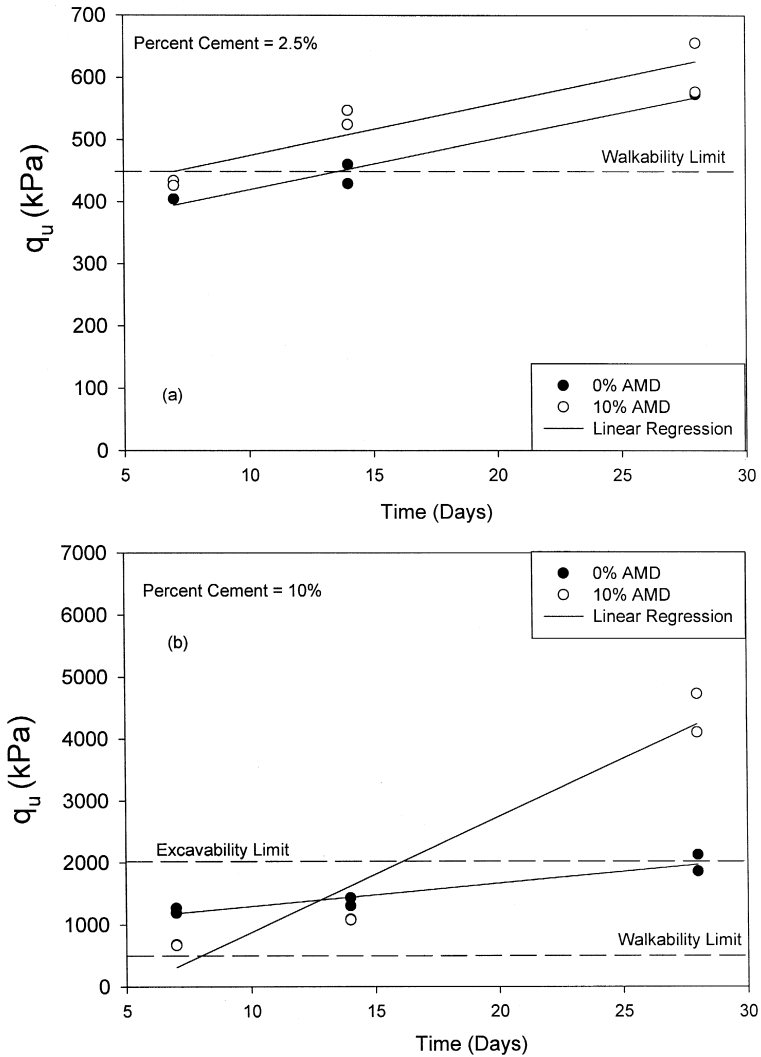 700
Percent Cement = 2.5%
600
500
Walkability Limit
400
300
200
100
0
qu (kPa)
(a)
0% AMD
10% AMD
Linear Regression
5 10 15 20 25 30
Time (Days)
7000
Percent Cement = 10%
6000
5000
4000
3000
2000
1000
0
qu (kPa)
(b)
0% AMD
10% AMD
Linear Regression
Excavability Limit
Walkability Limit
5 10 15 20 25 30
Time (Days)